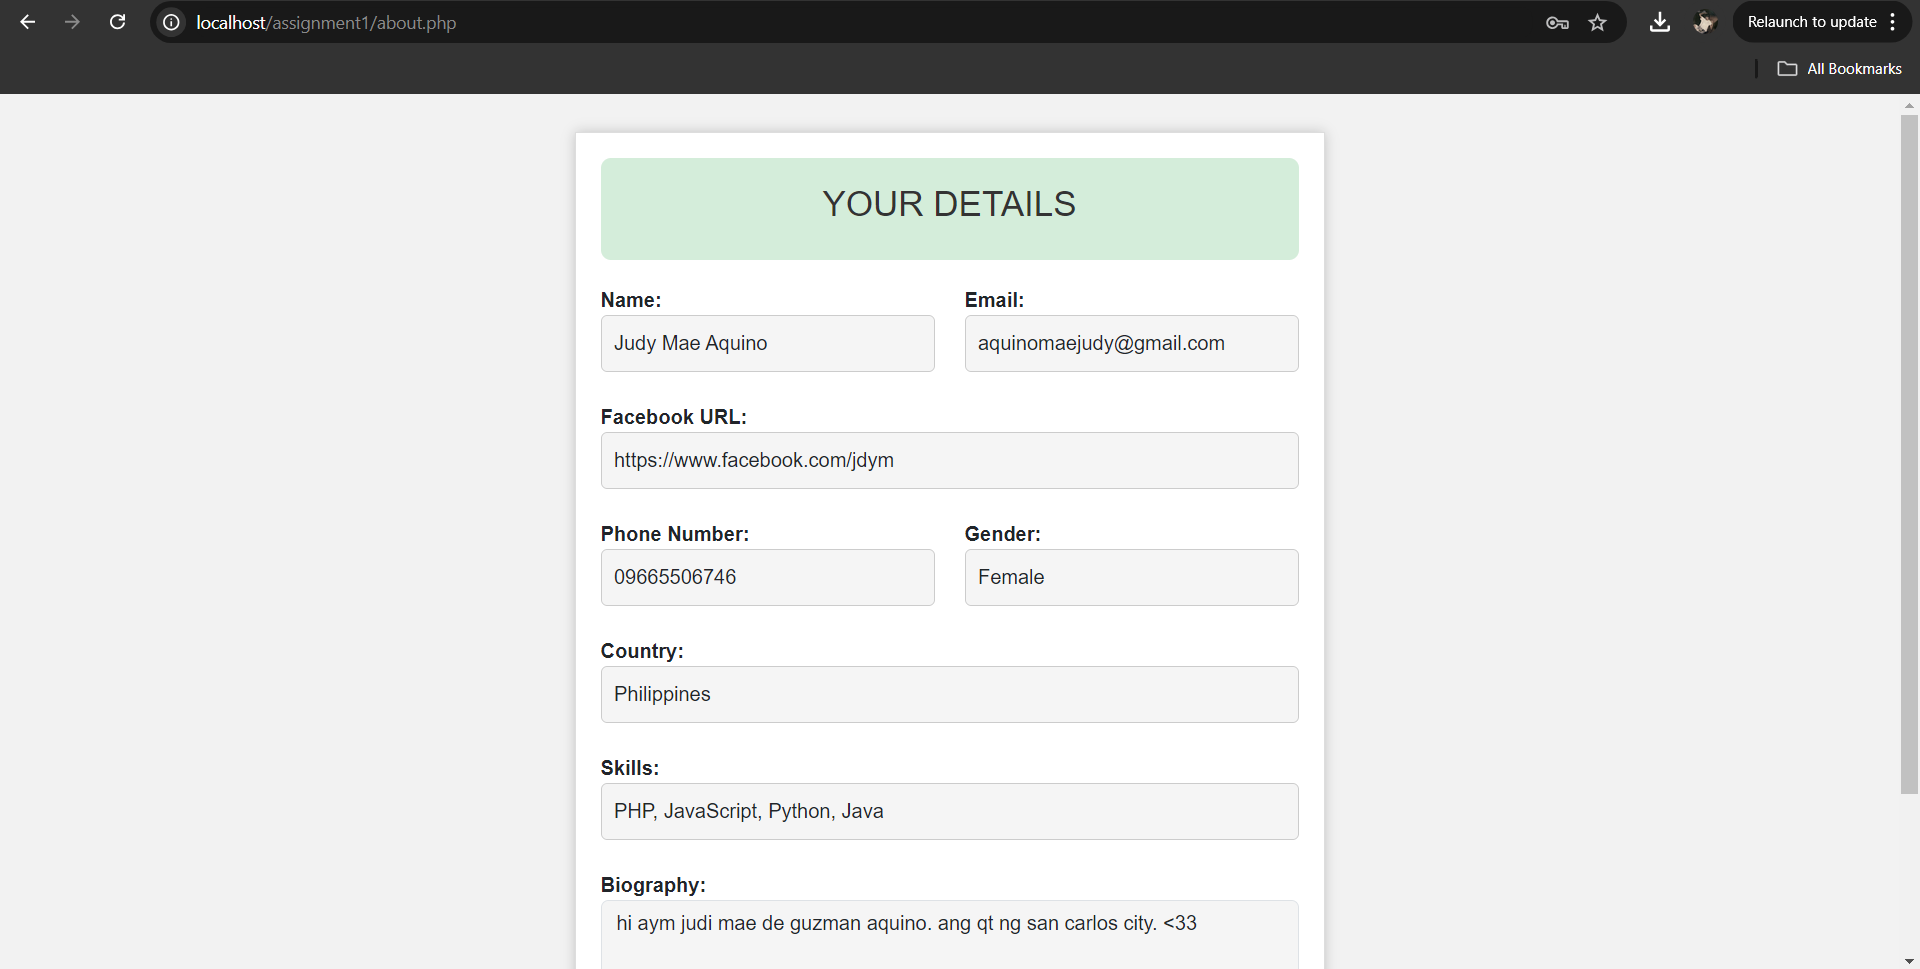 localhost/assignment1/about.php
Relaunch to update
All Bookmarks
YOUR DETAILS
Name:
Email:
Judy Mae Aquino
aquinomaejudy@gmail.com
Facebook URL:
https://www.facebook.com/jdym
Phone Number:
Gender:
09665506746
Female
Country:
Philippines
Skills:
PHP, JavaScript, Python, Java
Biography:
hi aym judi mae de guzman aquino. ang qt ng san carlos city. <33